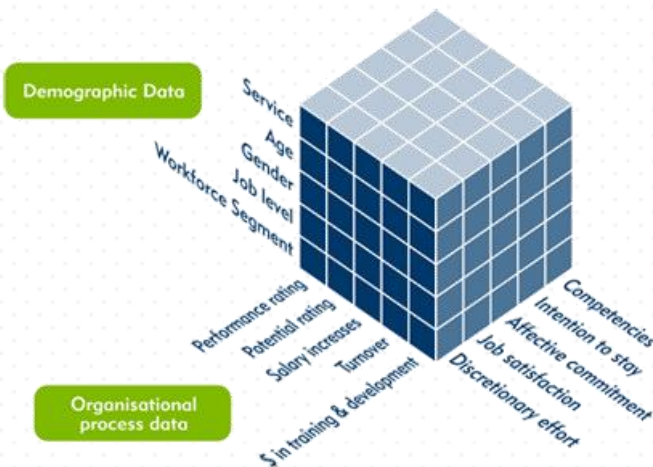 Demographic Data
Service
Age
Gender
Job level
Workforce Segment
Performance rating
Potential rating
Salary increases
Turnover
$ in training & development
Competencies
Intention to stay
Affective commitment
Job satisfaction
Discretionary effort
Organisational
process data